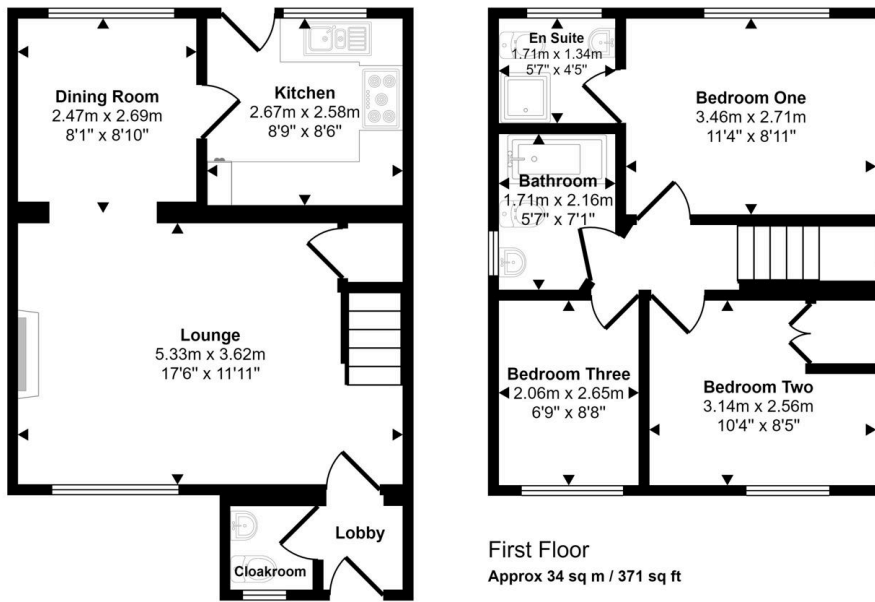 Dining Room
2.47m x 2.69m
8'1" x 8'10"
Kitchen
2.67m x 2.58m
8'9" x 8'6"
Lounge
5.33m x 3.62m
17'6" x 11'11"
Lobby
Cloakroom
En Suite
1.71m x 1.34m
5'7" x 4'5"
Bedroom One
3.46m x 2.71m
11'4" x 8'11"
Bathroom
1.71m x 2.16m
5'7" x 7'1"
Bedroom Three
2.06m x 2.65m
6'9" x 8'8"
Bedroom Two
3.14m x 2.56m
10'4" x 8'5"
First Floor
Approx 34 sq m / 371 sq ft